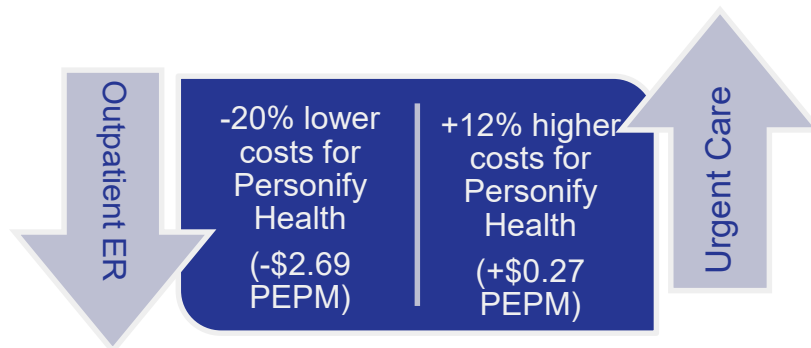 Outpatient ER
-20% lower
costs for
Personify
Health
(-$2.69
PEPM)
+12% higher
costs for
Personify
Health
(+$0.27
PEPM)
Urgent Care